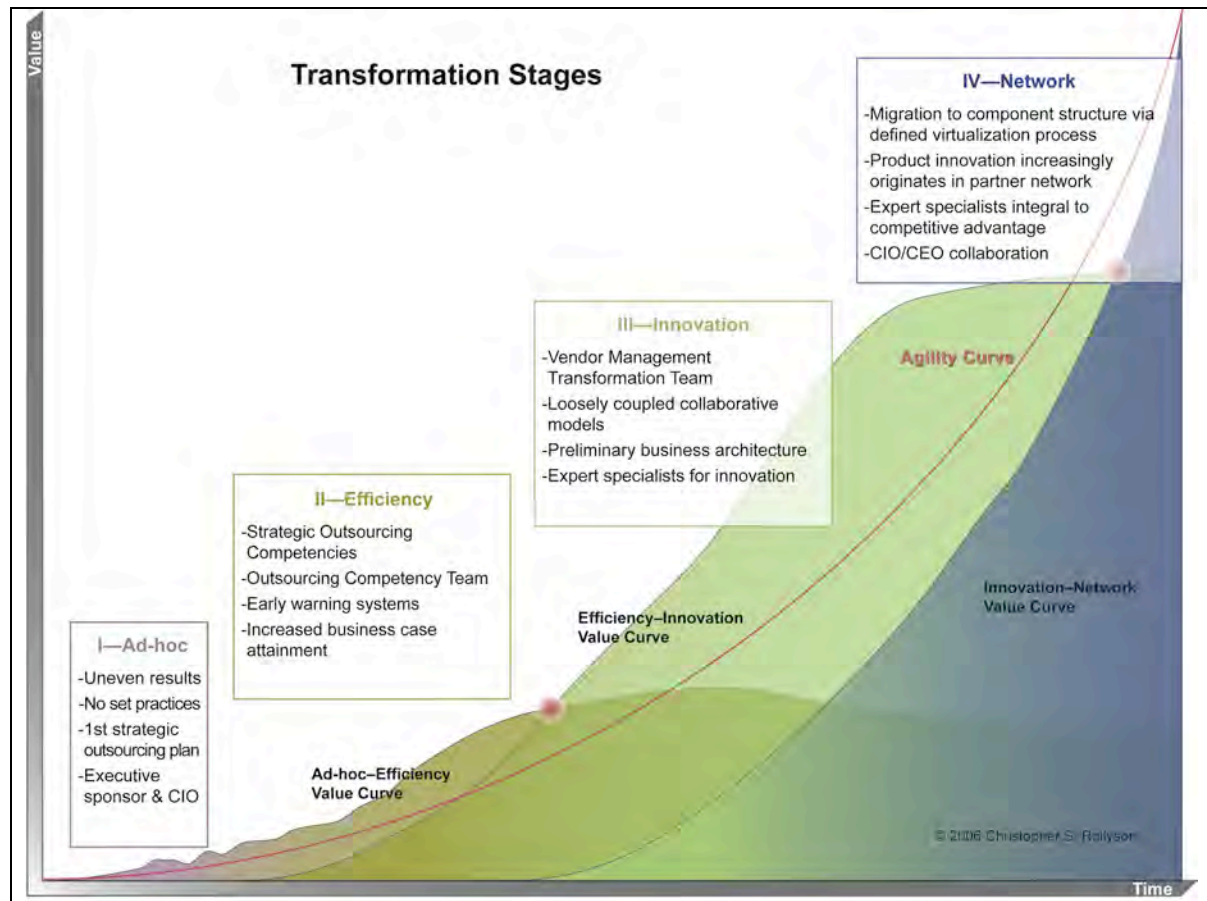 Value
Transformation Stages
IV—Network
-Migration to component structure via
defined virtualization process
-Product innovation increasingly
originates in partner network
-Expert specialists integral to
competitive advantage
-CIO/CEO collaboration
III—Innovation
-Vendor Management
Transformation Team
-Loosely coupled collaborative
models
-Preliminary business architecture
-Expert specialists for innovation
Agility Curve
II—Efficiency
-Strategic Outsourcing
Competencies
-Outsourcing Competency Team
-Early warning systems
-Increased business case
attainment
Innovation–Network
Value Curve
Efficiency–Innovation
Value Curve
I—Ad-hoc
-Uneven results
-No set practices
-1st strategic
outsourcing plan
-Executive
sponsor & CIO
Ad-hoc–Efficiency
Value Curve
© 2006 Christopher S. Rollyson
Time